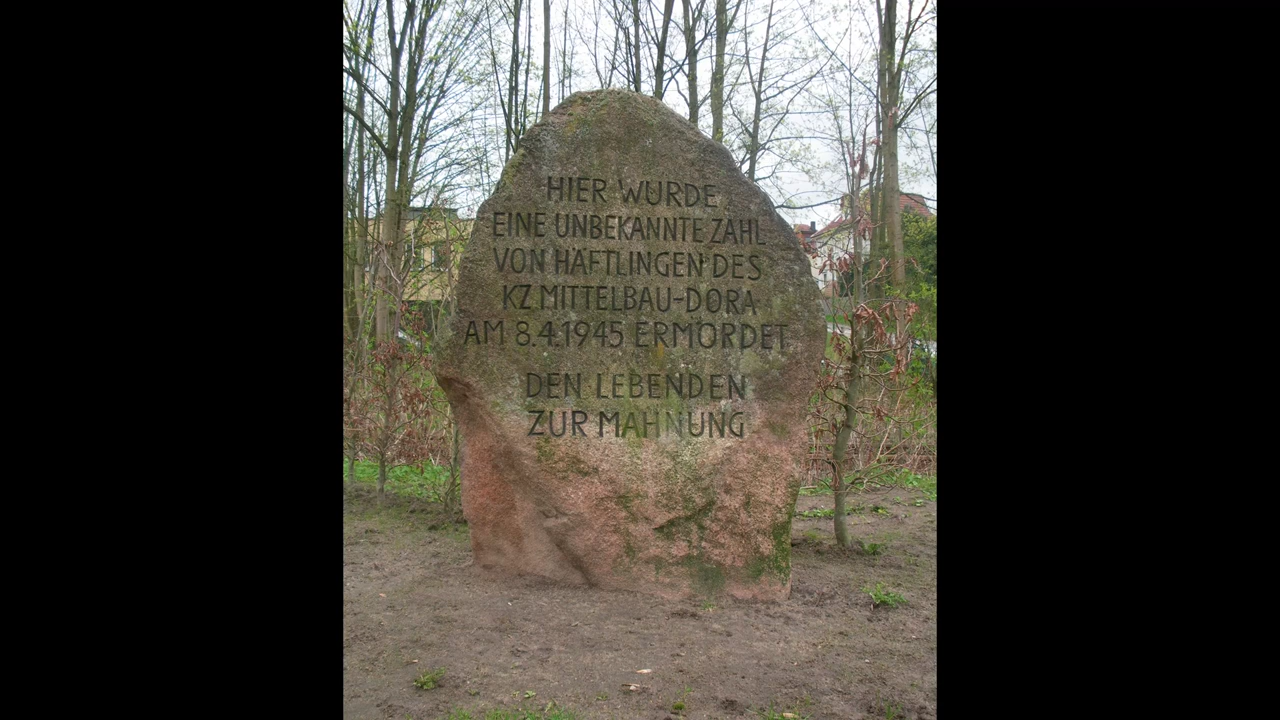 HIER WURDE
EINE UNBEKANNTE ZAHL
VON HÄFTLINGEN DES
KZ MITTELBAU-DORA
AM 8.4.1945 ERMORDET
DEN LEBENDEN
ZUR MAHNUNG